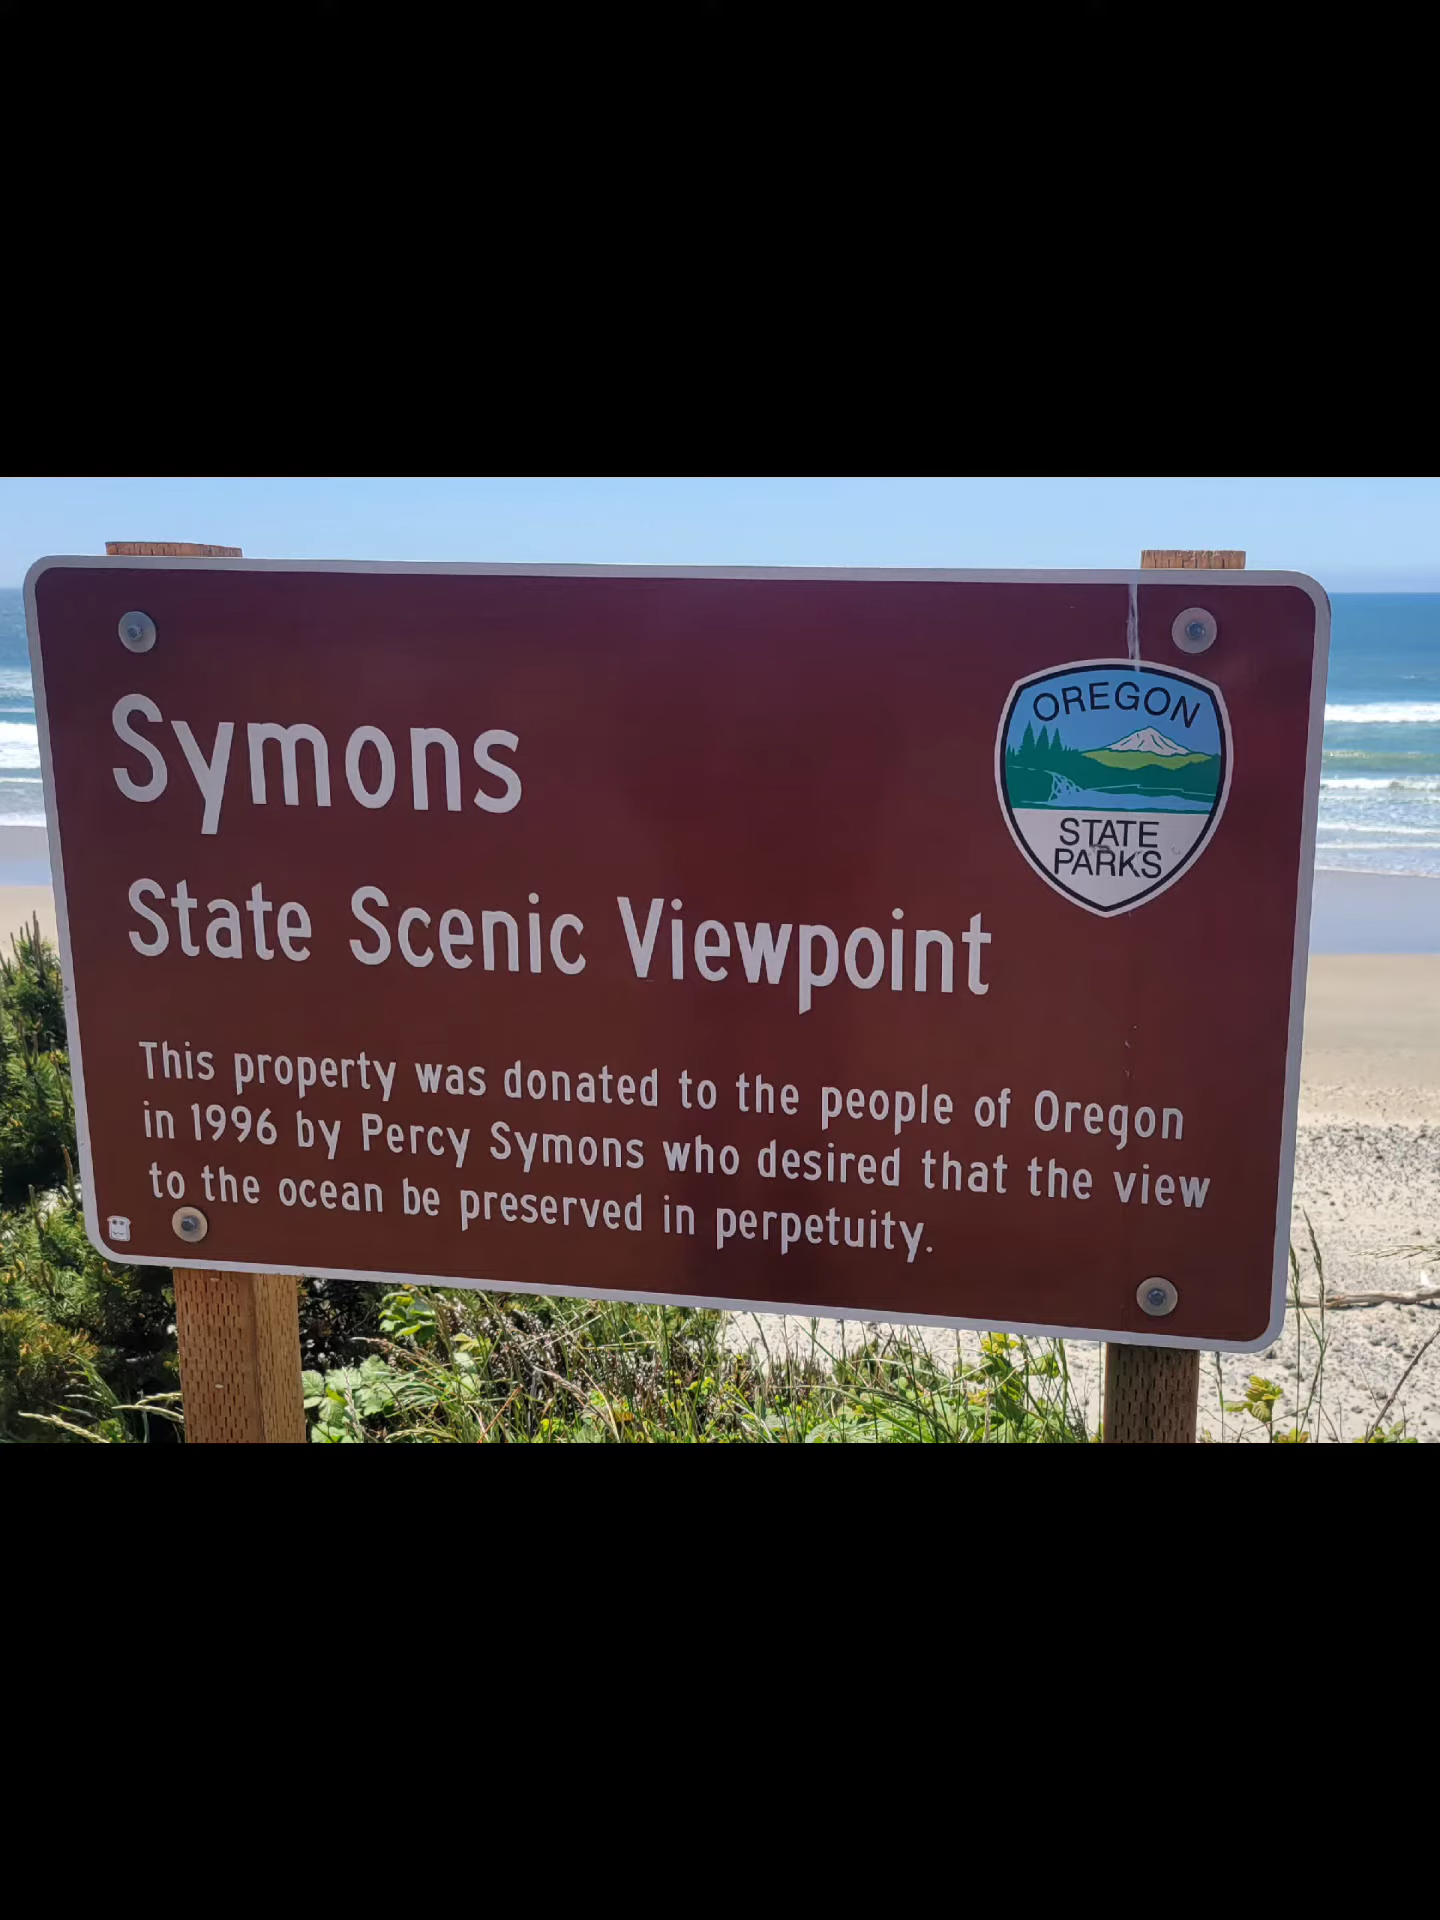 Symons
OREGON
STATE
PARKS
State Scenic Viewpoint
This property was donated to the people of Oregon
in 1996 by Percy Symons who desired that the view
to the ocean be preserved in perpetuity.